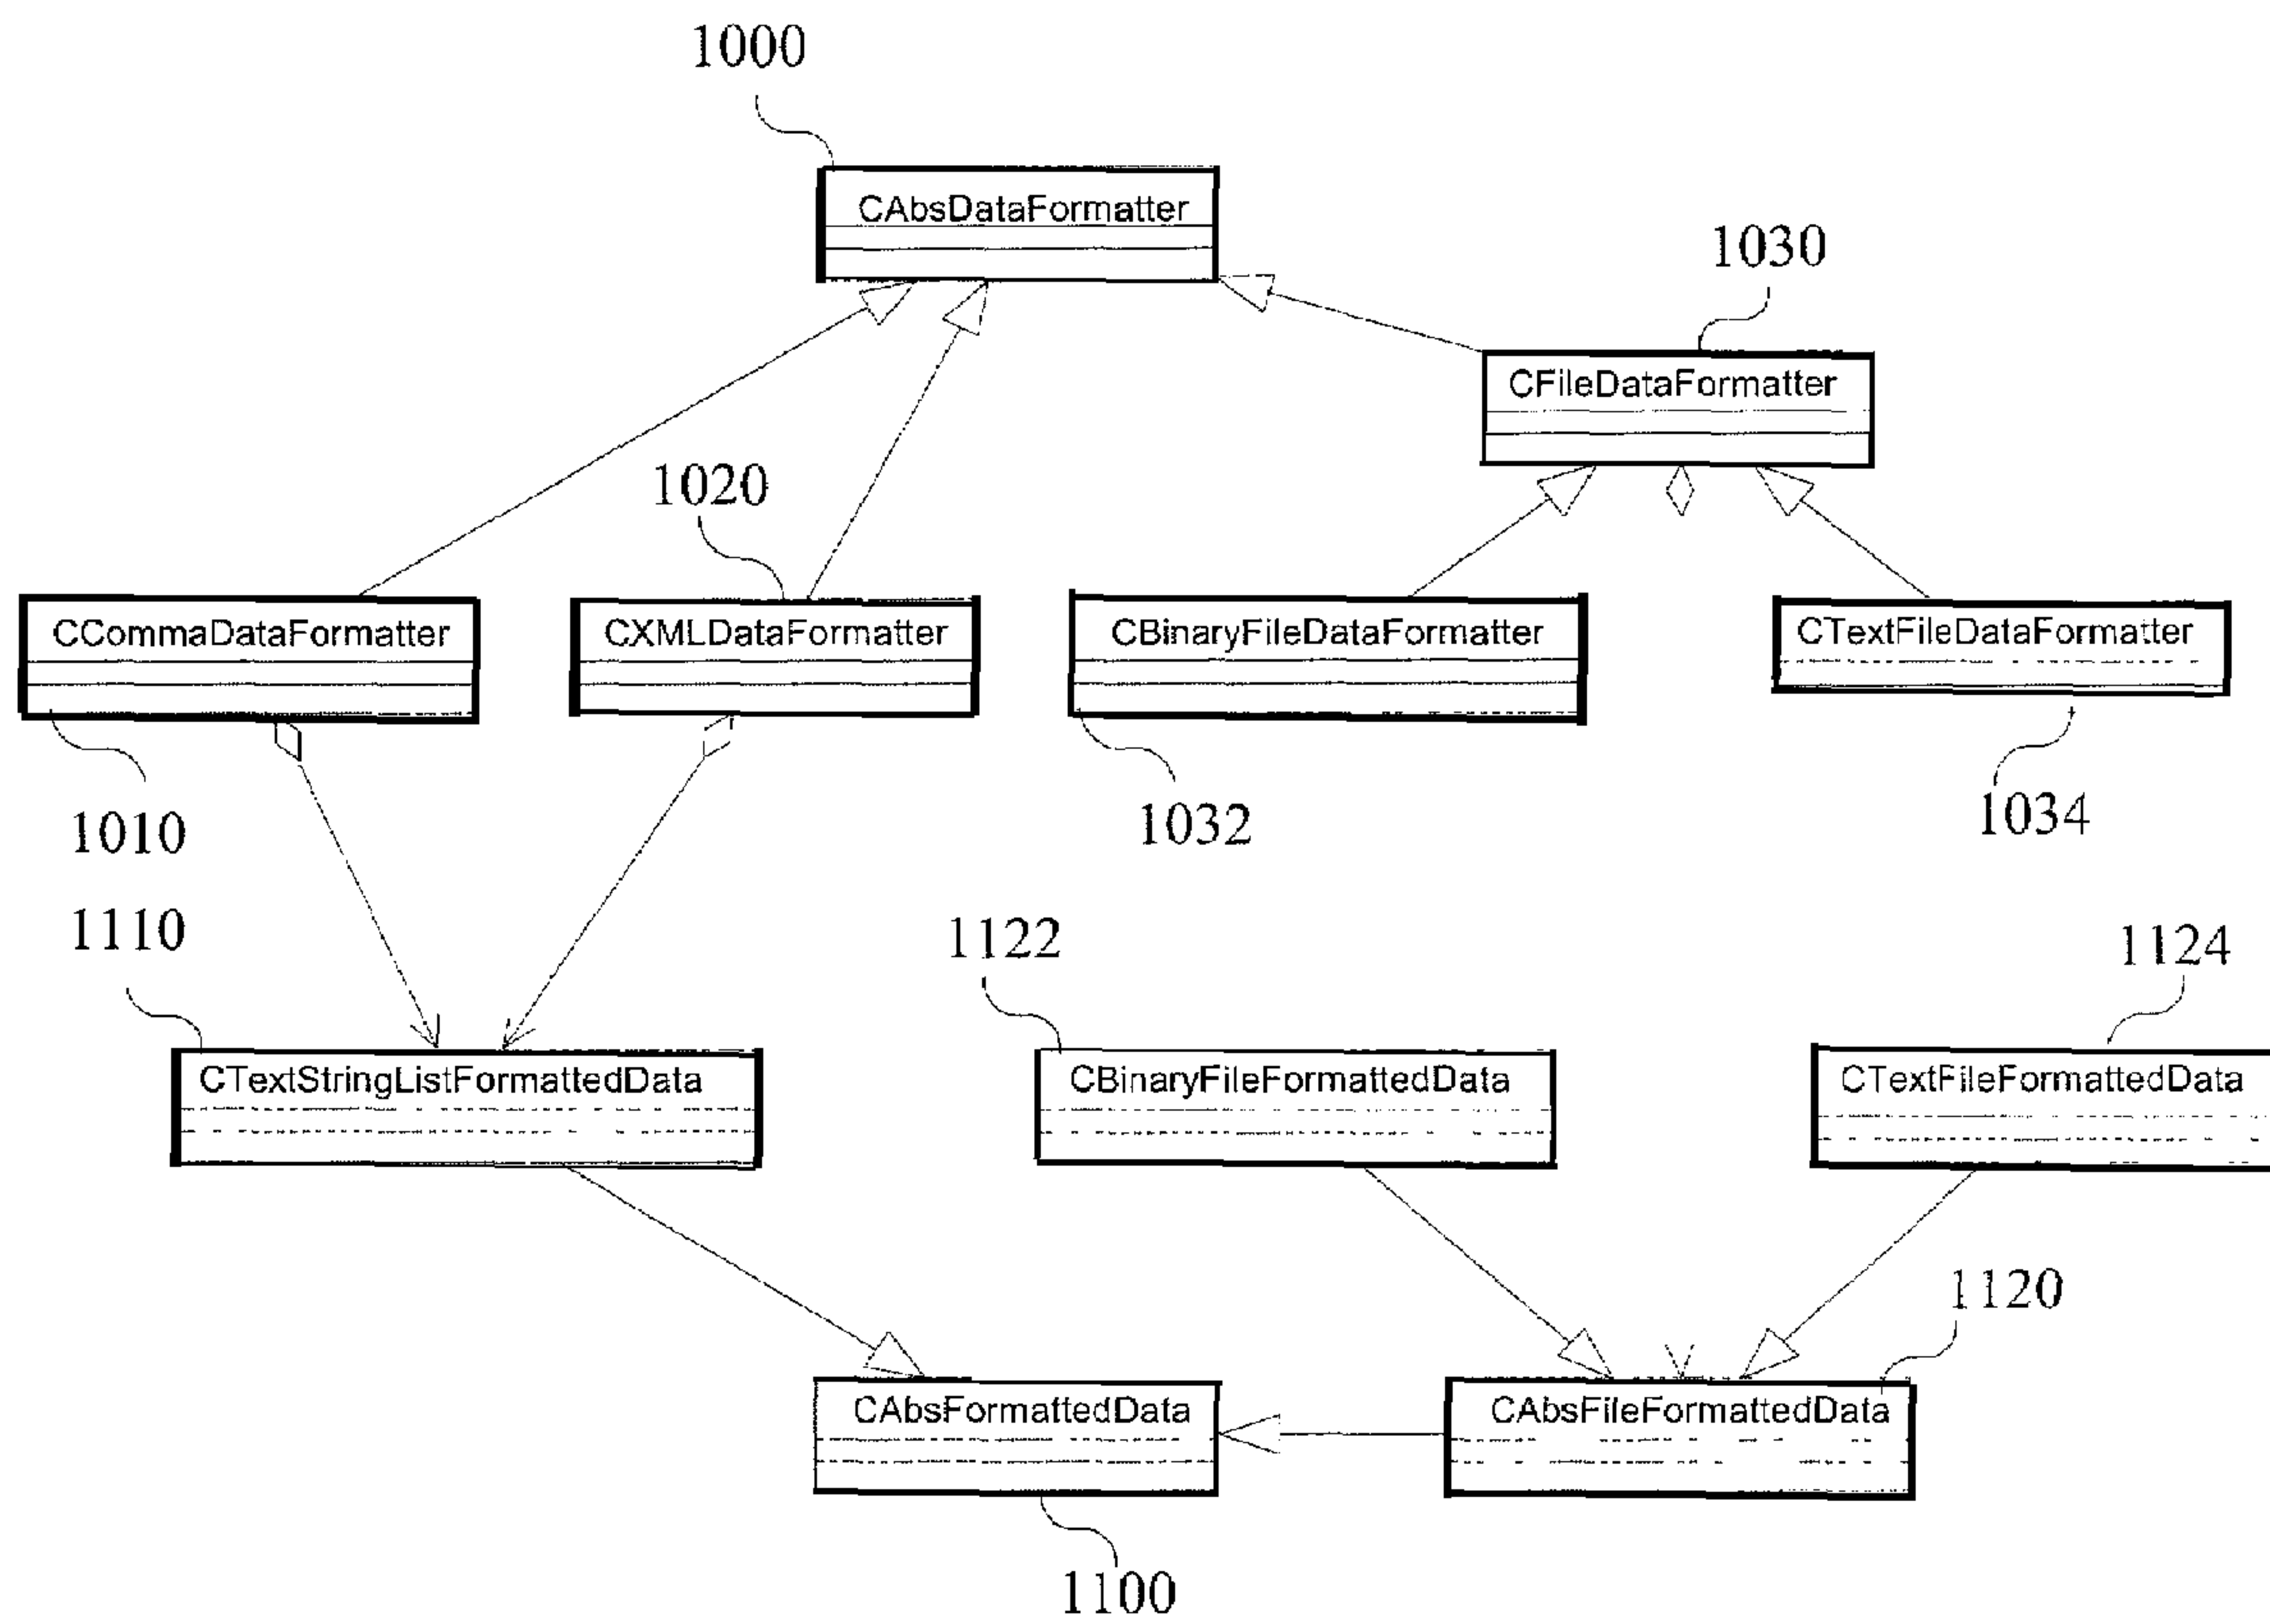 1000
CAbsDataFormatter
1030
CFileDataFormatter
1020
CCommaDataFormatter
CXMLDataFormatter
CBinaryFileDataFormatter
CTextFileDataFormatter
1010
1032
1034
1110
1122
1124
CTextStringListFormattedData
CBinaryFileFormattedData
CTextFileFormattedData
1120
CAbsFormattedData
CAbsFileFormattedData
1100